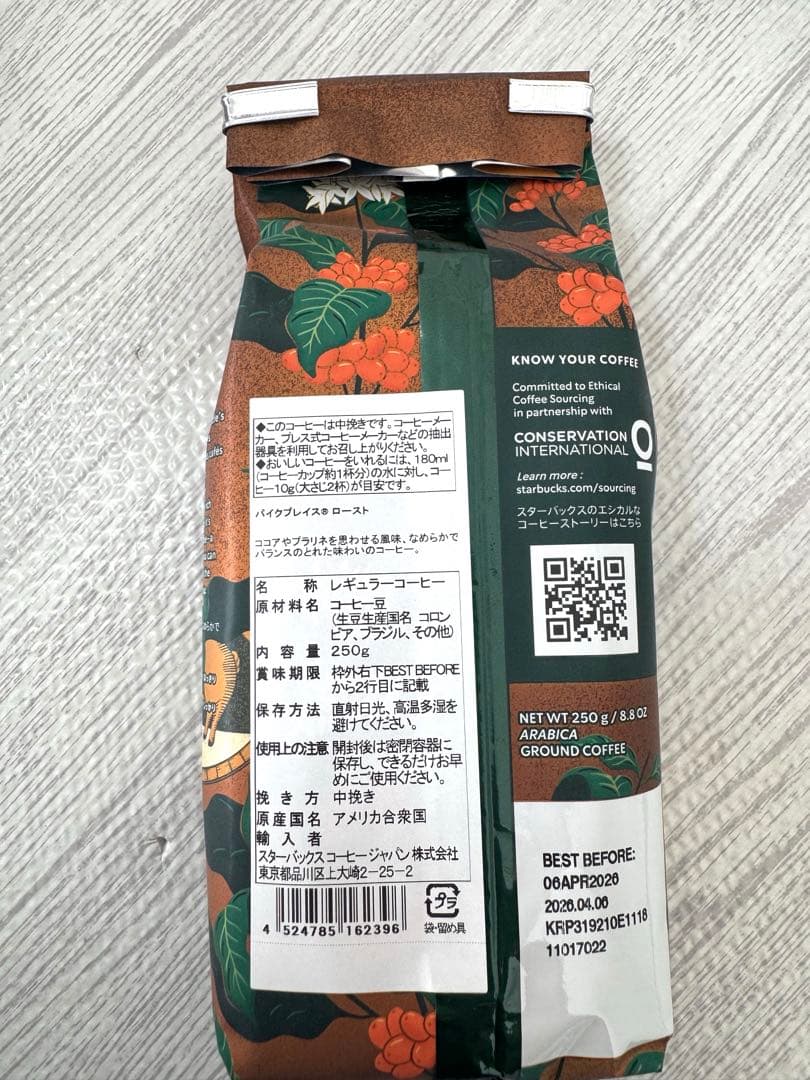 ◆このコーヒーは中挽きです。コーヒーメー
カー、プレス式コーヒーメーカーなどの抽出
器具を利用してお召し上がりください。
◆おいしいコーヒーをいれるには、180ml
(コーヒーカップ約1杯分)の水に対し、コー
ヒー10g(大さじ2杯)が目安です。
パイクプレイス® ロースト
ココアやプラリネを思わせる風味、なめらかで
バランスのとれた味わいのコーヒー。
名称 レギュラーコーヒー
原材料名 コーヒー豆
(生豆生産国名 コロン
ビア、ブラジル、その他)
内容量 250g
賞味期限 枠外右下BEST BEFORE
から2行目に記載
保存方法 直射日光、高温多湿を
避けてください。
使用上の注意 開封後は密閉容器に
保存し、できるだけお早
めにご使用ください。
挽き方 中挽き
原産国名 アメリカ合衆国
輸入者
スターバックス コーヒー ジャパン 株式会社
東京都品川区上大崎2-25-2
4 524785 162396
プラ
袋・留め具
KNOW YOUR COFFEE
Committed to Ethical
Coffee Sourcing
in partnership with
CONSERVATION
INTERNATIONAL
Learn more :
starbucks.com/sourcing
スターバックスのエシカルな
コーヒーストーリーはこちら
NET WT 250 g / 8.8 OZ
ARABICA
GROUND COFFEE
BEST BEFORE:
06APR2026
2026.04.06
KRP319210E1118
11017022